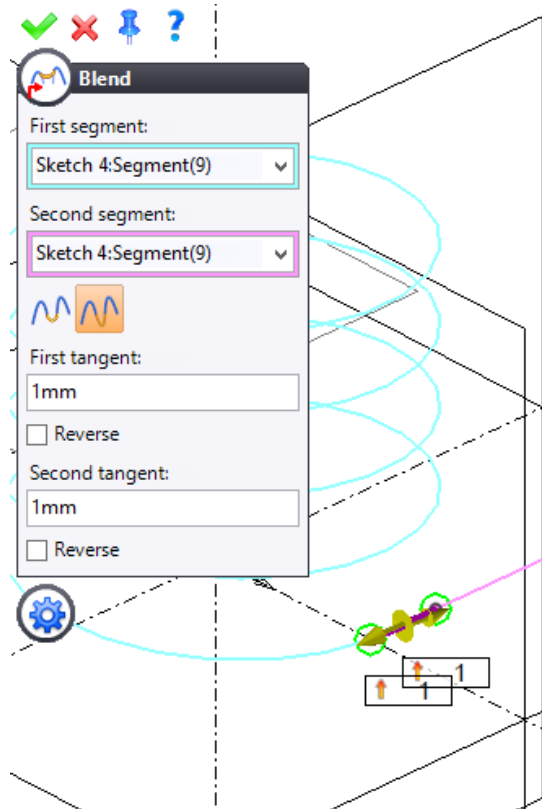 ?
Blend
First segment:
Sketch 4:Segment(9)
Second segment:
Sketch 4:Segment(9)
First tangent:
1mm
Reverse
Second tangent:
1mm
Reverse
1
1